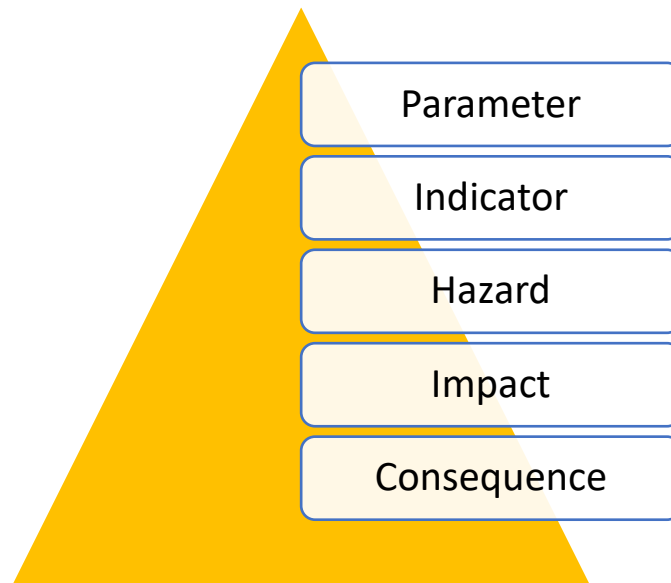 Parameter
Indicator
Hazard
Impact
Consequence